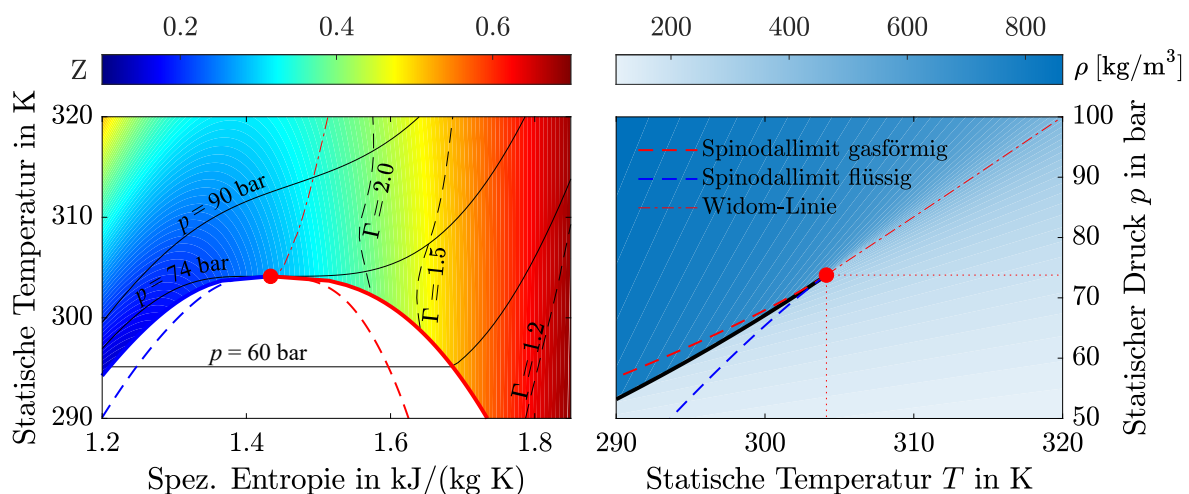 0.2 0.4 0.6
Z
320
315
310
305
300
295
290
Statische Temperatur in K
p = 90 bar
p = 74 bar
p = 60 bar
Γ = 2.0
Γ = 1.5
Γ = 1.2
1.2 1.4 1.6 1.8
Spez. Entropie in kJ/(kg K)
200 400 600 800
ρ [kg/m³]
Spinodallimit gasförmig
Spinodallimit flüssig
Widom-Linie
100
90
80
70
60
50
Statischer Druck p in bar
290 300 310 320
Statische Temperatur T in K